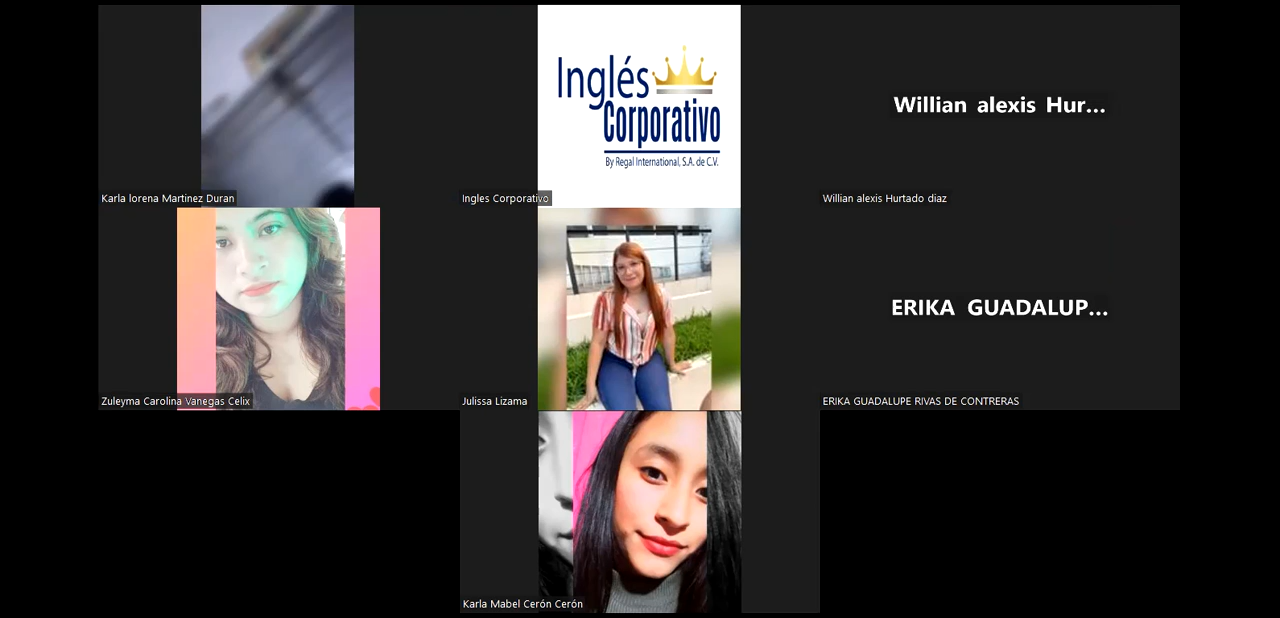 Inglés
Corporativo
By Regal International, S.A. de C.V.
Willian alexis Hur...
Karla lorena Martinez Duran
Ingles Corporativo
Willian alexis Hurtado diaz
ERIKA GUADALUP...
Zuleyma Carolina Vanegas Celix
Julissa Lizama
ERIKA GUADALUPE RIVAS DE CONTRERAS
Karla Mabel Cerón Cerón